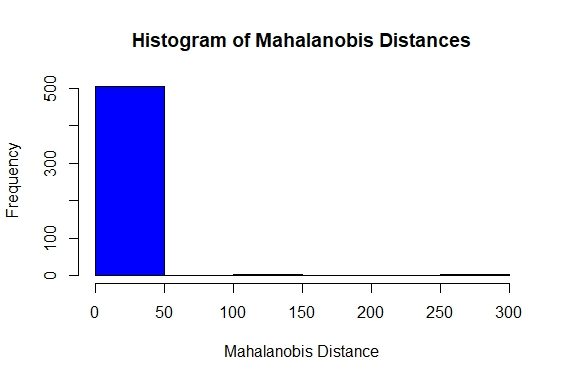 Histogram of Mahalanobis Distances
Frequency
500
300
100
0
0 50 100 150 200 250 300
Mahalanobis Distance